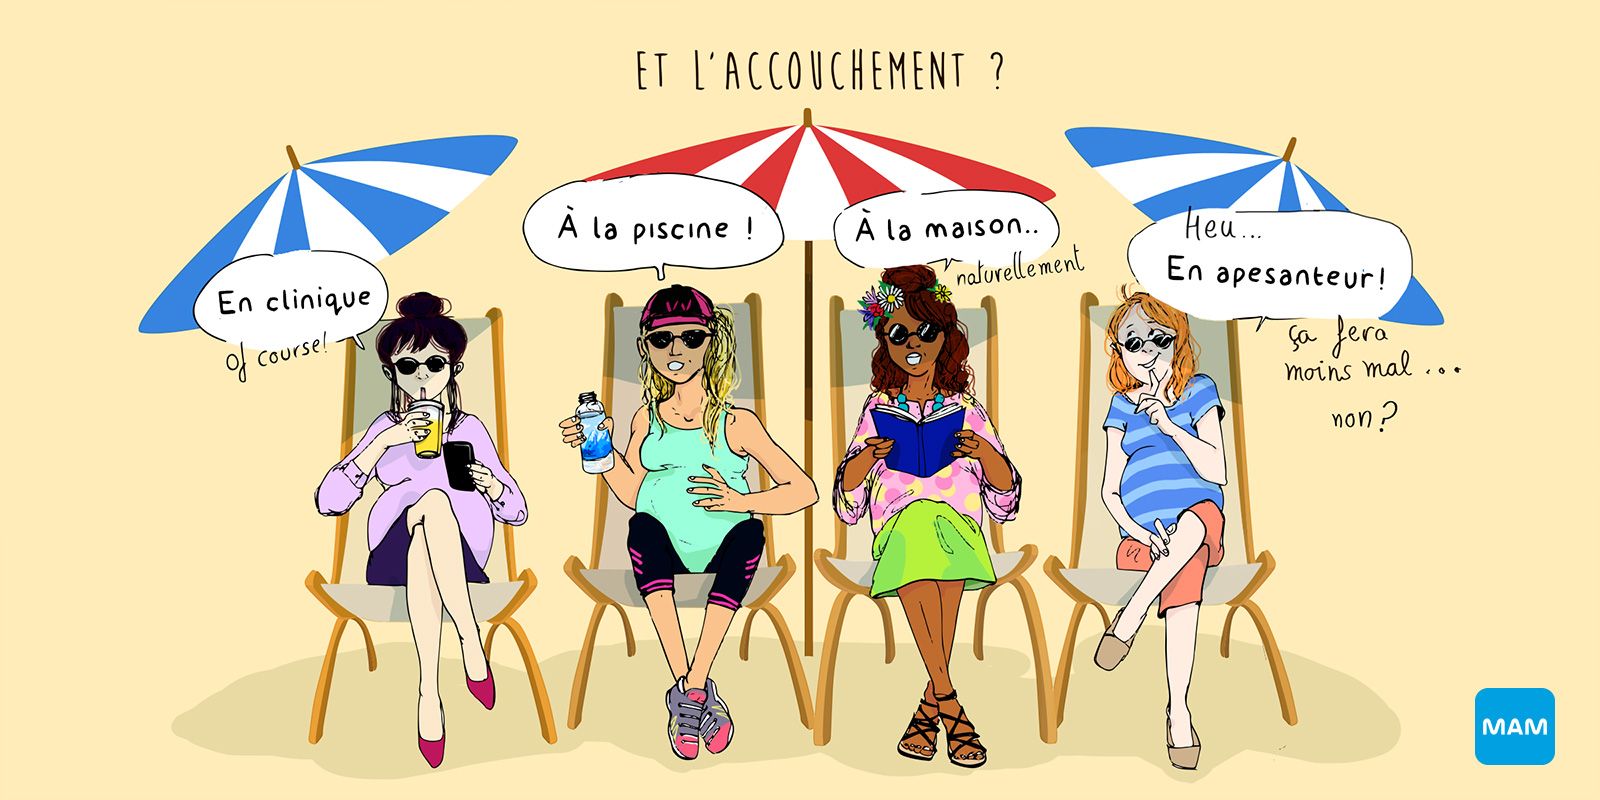 ET L'ACCOUCHEMENT ?
En clinique
of course!
À la piscine !
À la maison..
naturellement
Heu...
En apesanteur!
ça fera
moins mal ...
non?
MAM